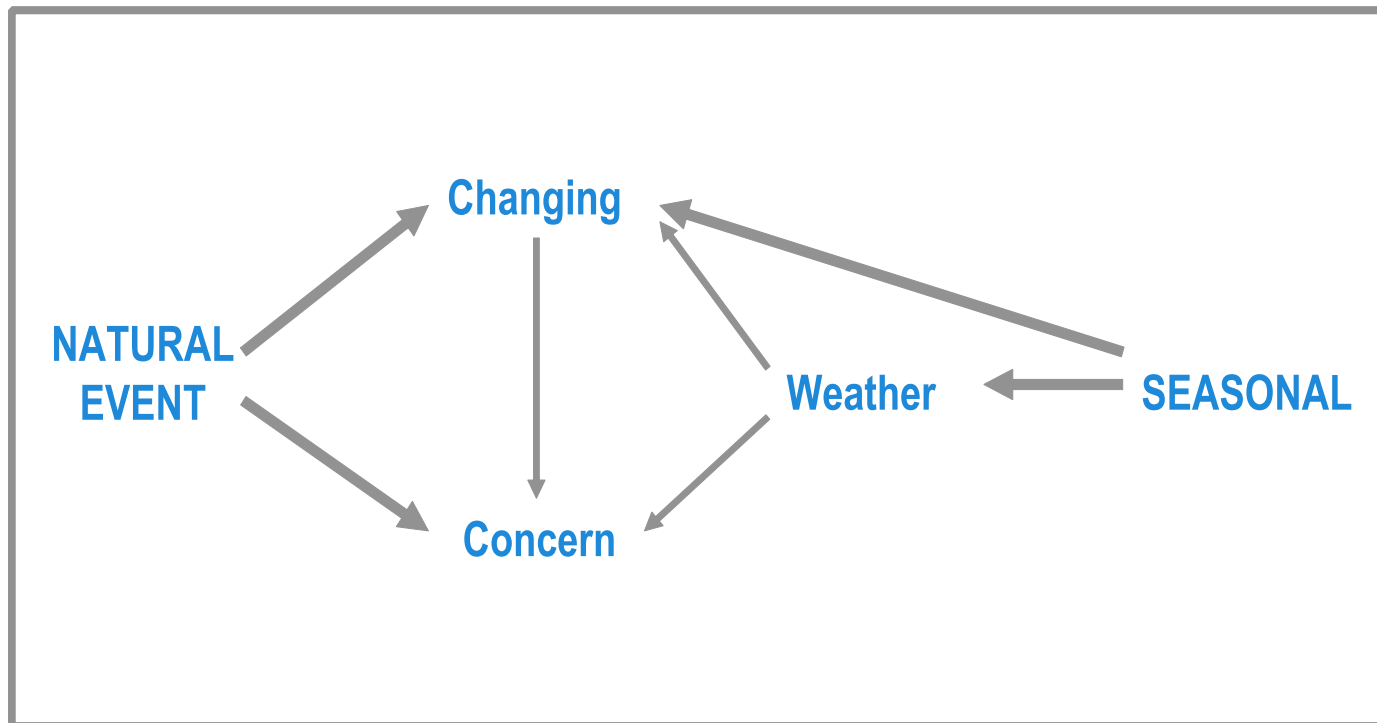 Changing
NATURAL
EVENT
Weather
SEASONAL
Concern